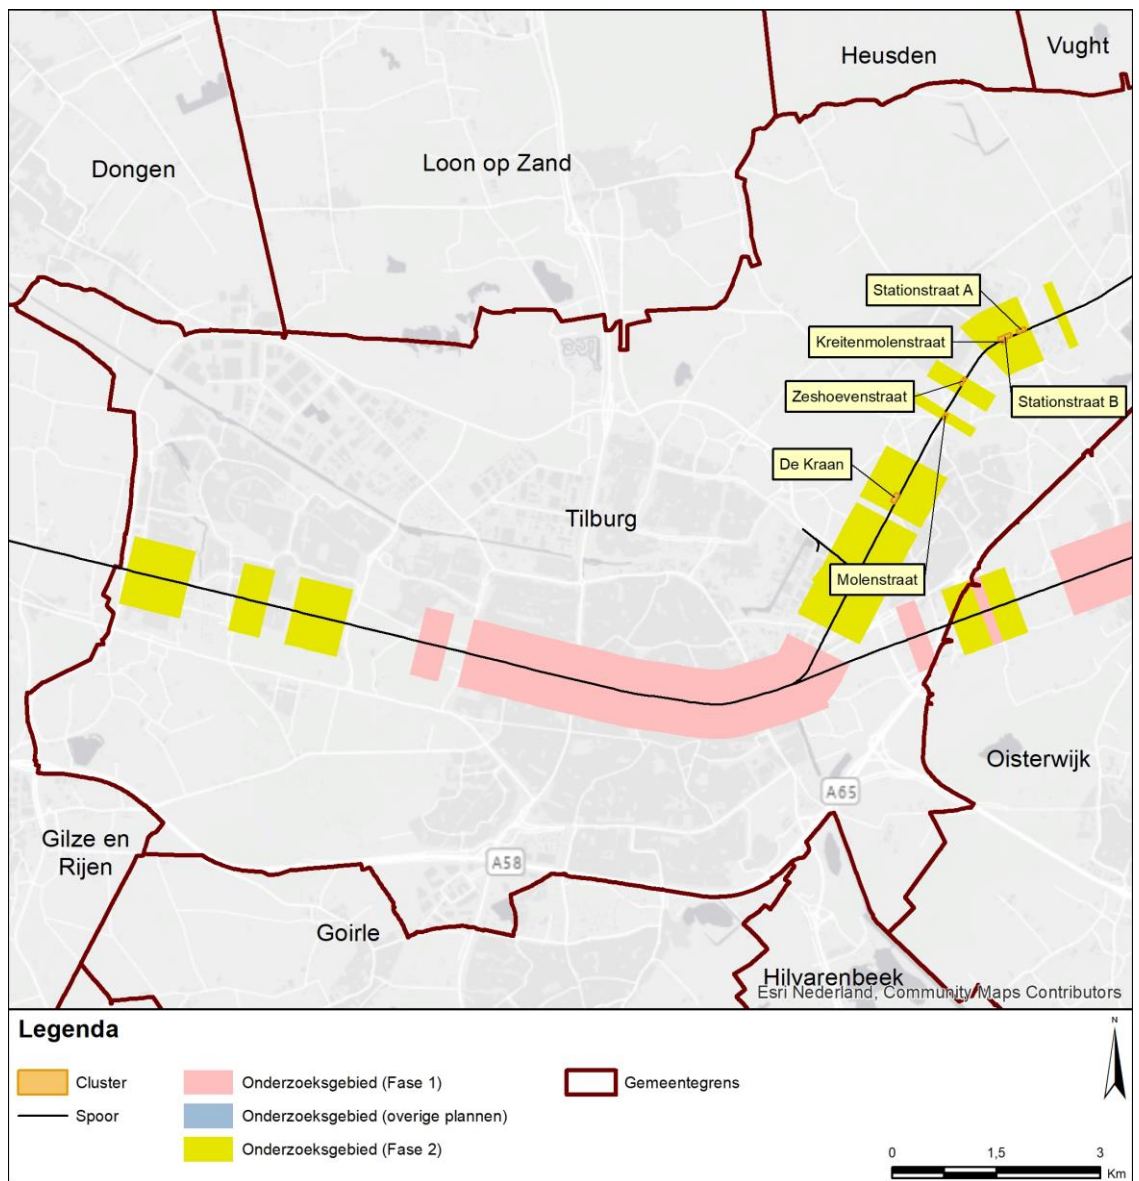 Heusden
Vught
Dongen
Loon op Zand
Stationstraat A
Kreitenmolenstraat
Zeshoevenstraat
Stationstraat B
De Kraan
Tilburg
Molenstraat
Oisterwijk
A65
Gilze en
Rijen
A58
Goirle
Hilvarenbeek
Esri Nederland, Community Maps Contributors
Legenda
Cluster
Spoor
Onderzoeksgebied (Fase 1)
Onderzoeksgebied (overige plannen)
Onderzoeksgebied (Fase 2)
Gemeentegrens
N
0 1,5 3
Km